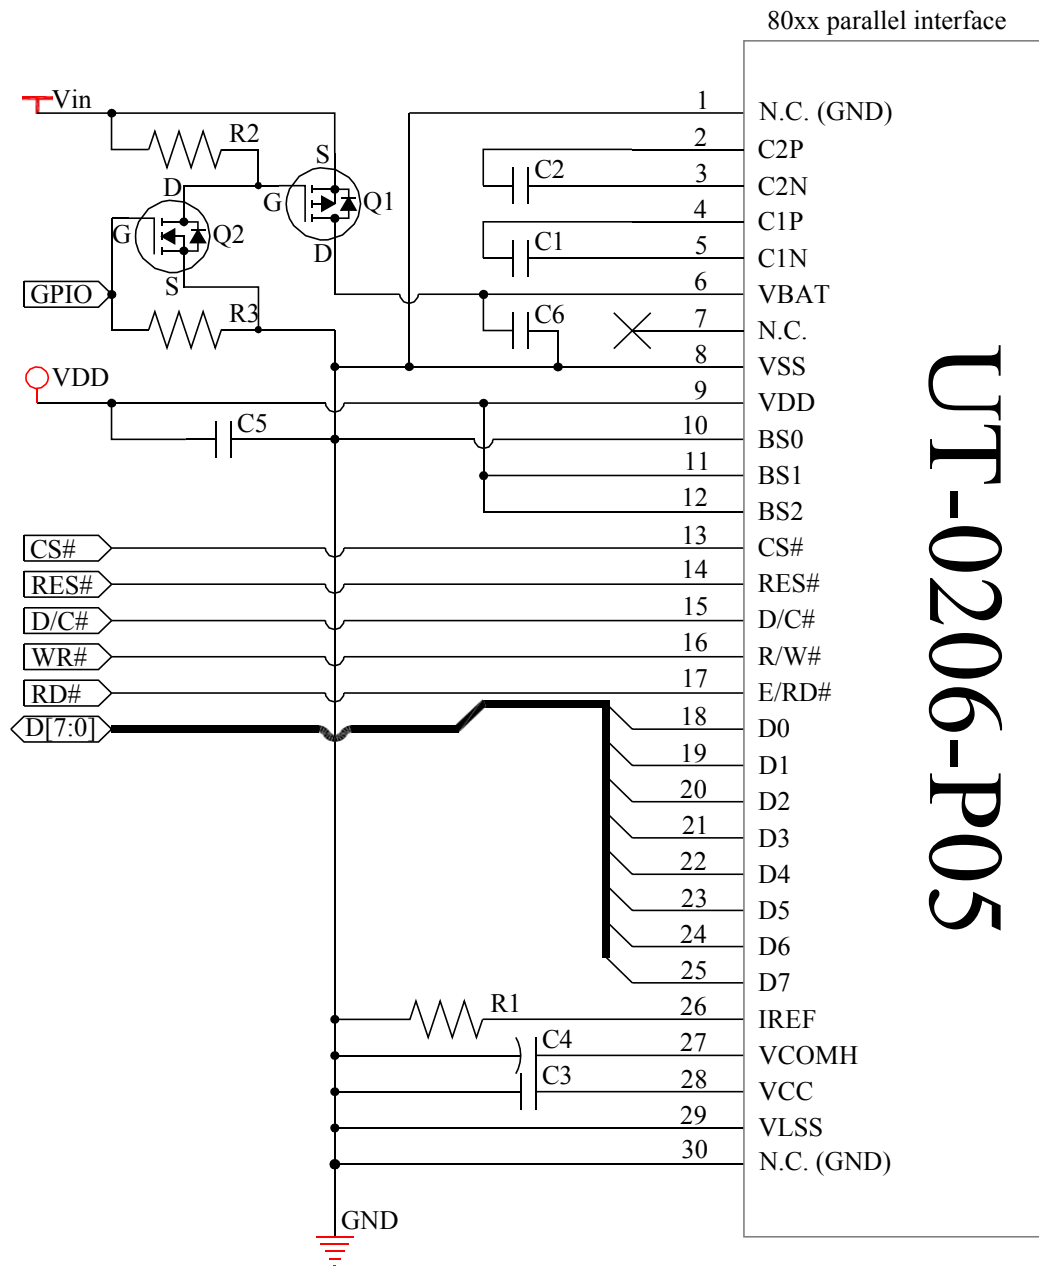 80xx parallel interface
Vin
R2
S
D
G
Q1
G
Q2
D
S
GPIO
R3
VDD
C5
C2
C1
C6
1 N.C. (GND)
2 C2P
3 C2N
4 C1P
5 C1N
6 VBAT
7 N.C.
8 VSS
9 VDD
10 BS0
11 BS1
12 BS2
CS# 13 CS#
RES# 14 RES#
D/C# 15 D/C#
WR# 16 R/W#
RD# 17 E/RD#
D[7:0] 18 D0
19 D1
20 D2
21 D3
22 D4
23 D5
24 D6
25 D7
R1 26 IREF
C4 27 VCOMH
C3 28 VCC
29 VLSS
30 N.C. (GND)
GND
UT-0206-P05